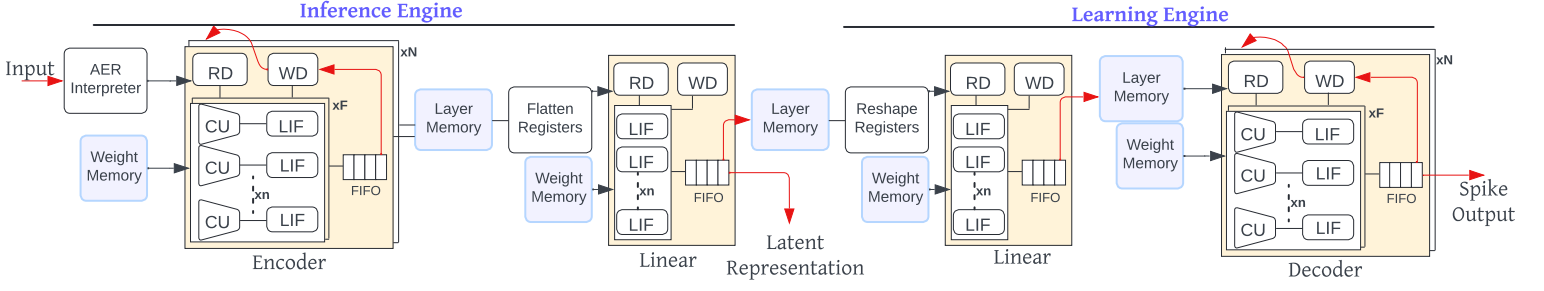 Inference Engine
Learning Engine
Input
AER
Interpreter
Weight
Memory
RD
WD
xN
xF
CU
LIF
CU
LIF
xn
CU
LIF
FIFO
Encoder
Layer
Memory
Flatten
Registers
Weight
Memory
RD
WD
LIF
LIF
xn
LIF
FIFO
Linear
Latent
Representation
Layer
Memory
Reshape
Registers
Weight
Memory
RD
WD
LIF
LIF
xn
LIF
FIFO
Linear
Layer
Memory
Weight
Memory
RD
WD
xN
xF
CU
LIF
CU
LIF
xn
CU
LIF
FIFO
Decoder
Spike
Output